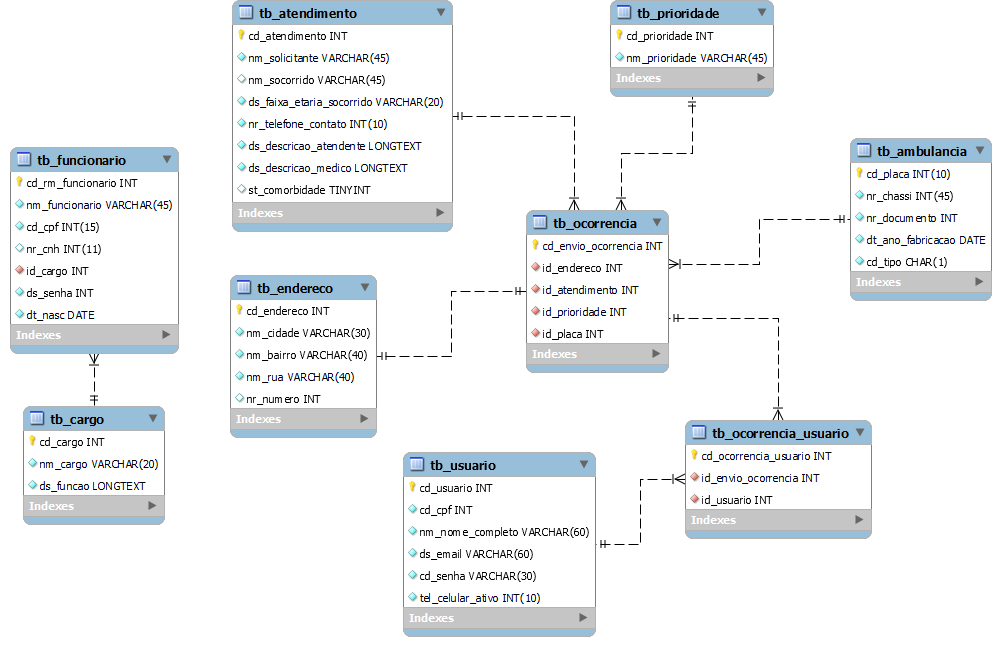 tb_atendimento
cd_atendimento INT
nm_solicitante VARCHAR(45)
nm_socorrido VARCHAR(45)
ds_faixa_etaria_socorrido VARCHAR(20)
nr_telefone_contato INT(10)
ds_descricao_atendente LONGTEXT
ds_descricao_medico LONGTEXT
st_comorbidade TINYINT
Indexes
tb_prioridade
cd_prioridade INT
nm_prioridade VARCHAR(45)
Indexes
tb_funcionario
cd_rm_funcionario INT
nm_funcionario VARCHAR(45)
cd_cpf INT(15)
nr_cnh INT(11)
id_cargo INT
ds_senha INT
dt_nasc DATE
Indexes
tb_ambulancia
cd_placa INT(10)
nr_chassi INT(45)
nr_documento INT
dt_ano_fabricacao DATE
cd_tipo CHAR(1)
Indexes
tb_ocorrencia
cd_envio_ocorrencia INT
id_endereco INT
id_atendimento INT
id_prioridade INT
id_placa INT
Indexes
tb_endereco
cd_endereco INT
nm_cidade VARCHAR(30)
nm_bairro VARCHAR(40)
nm_rua VARCHAR(40)
nr_numero INT
Indexes
tb_cargo
cd_cargo INT
nm_cargo VARCHAR(20)
ds_funcao LONGTEXT
Indexes
tb_usuario
cd_usuario INT
cd_cpf INT
nm_nome_completo VARCHAR(60)
ds_email VARCHAR(60)
cd_senha VARCHAR(30)
tel_celular_ativo INT(10)
Indexes
tb_ocorrencia_usuario
cd_ocorrencia_usuario INT
id_envio_ocorrencia INT
id_usuario INT
Indexes